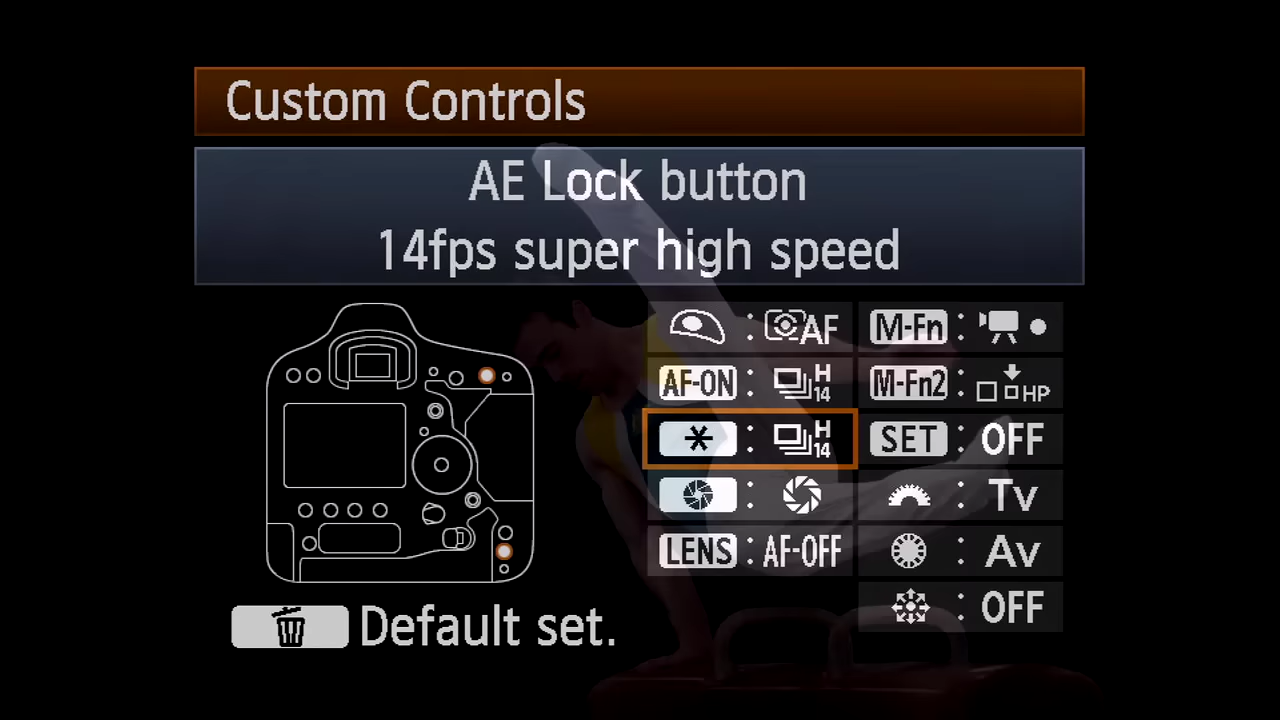 Custom Controls
AE Lock button
14fps super high speed
: AF
M-Fn :
AF-ON : H 14
M-Fn2 : HP
* : H 14
SET : OFF
:
: Tv
LENS : AF-OFF
: Av
: OFF
Default set.